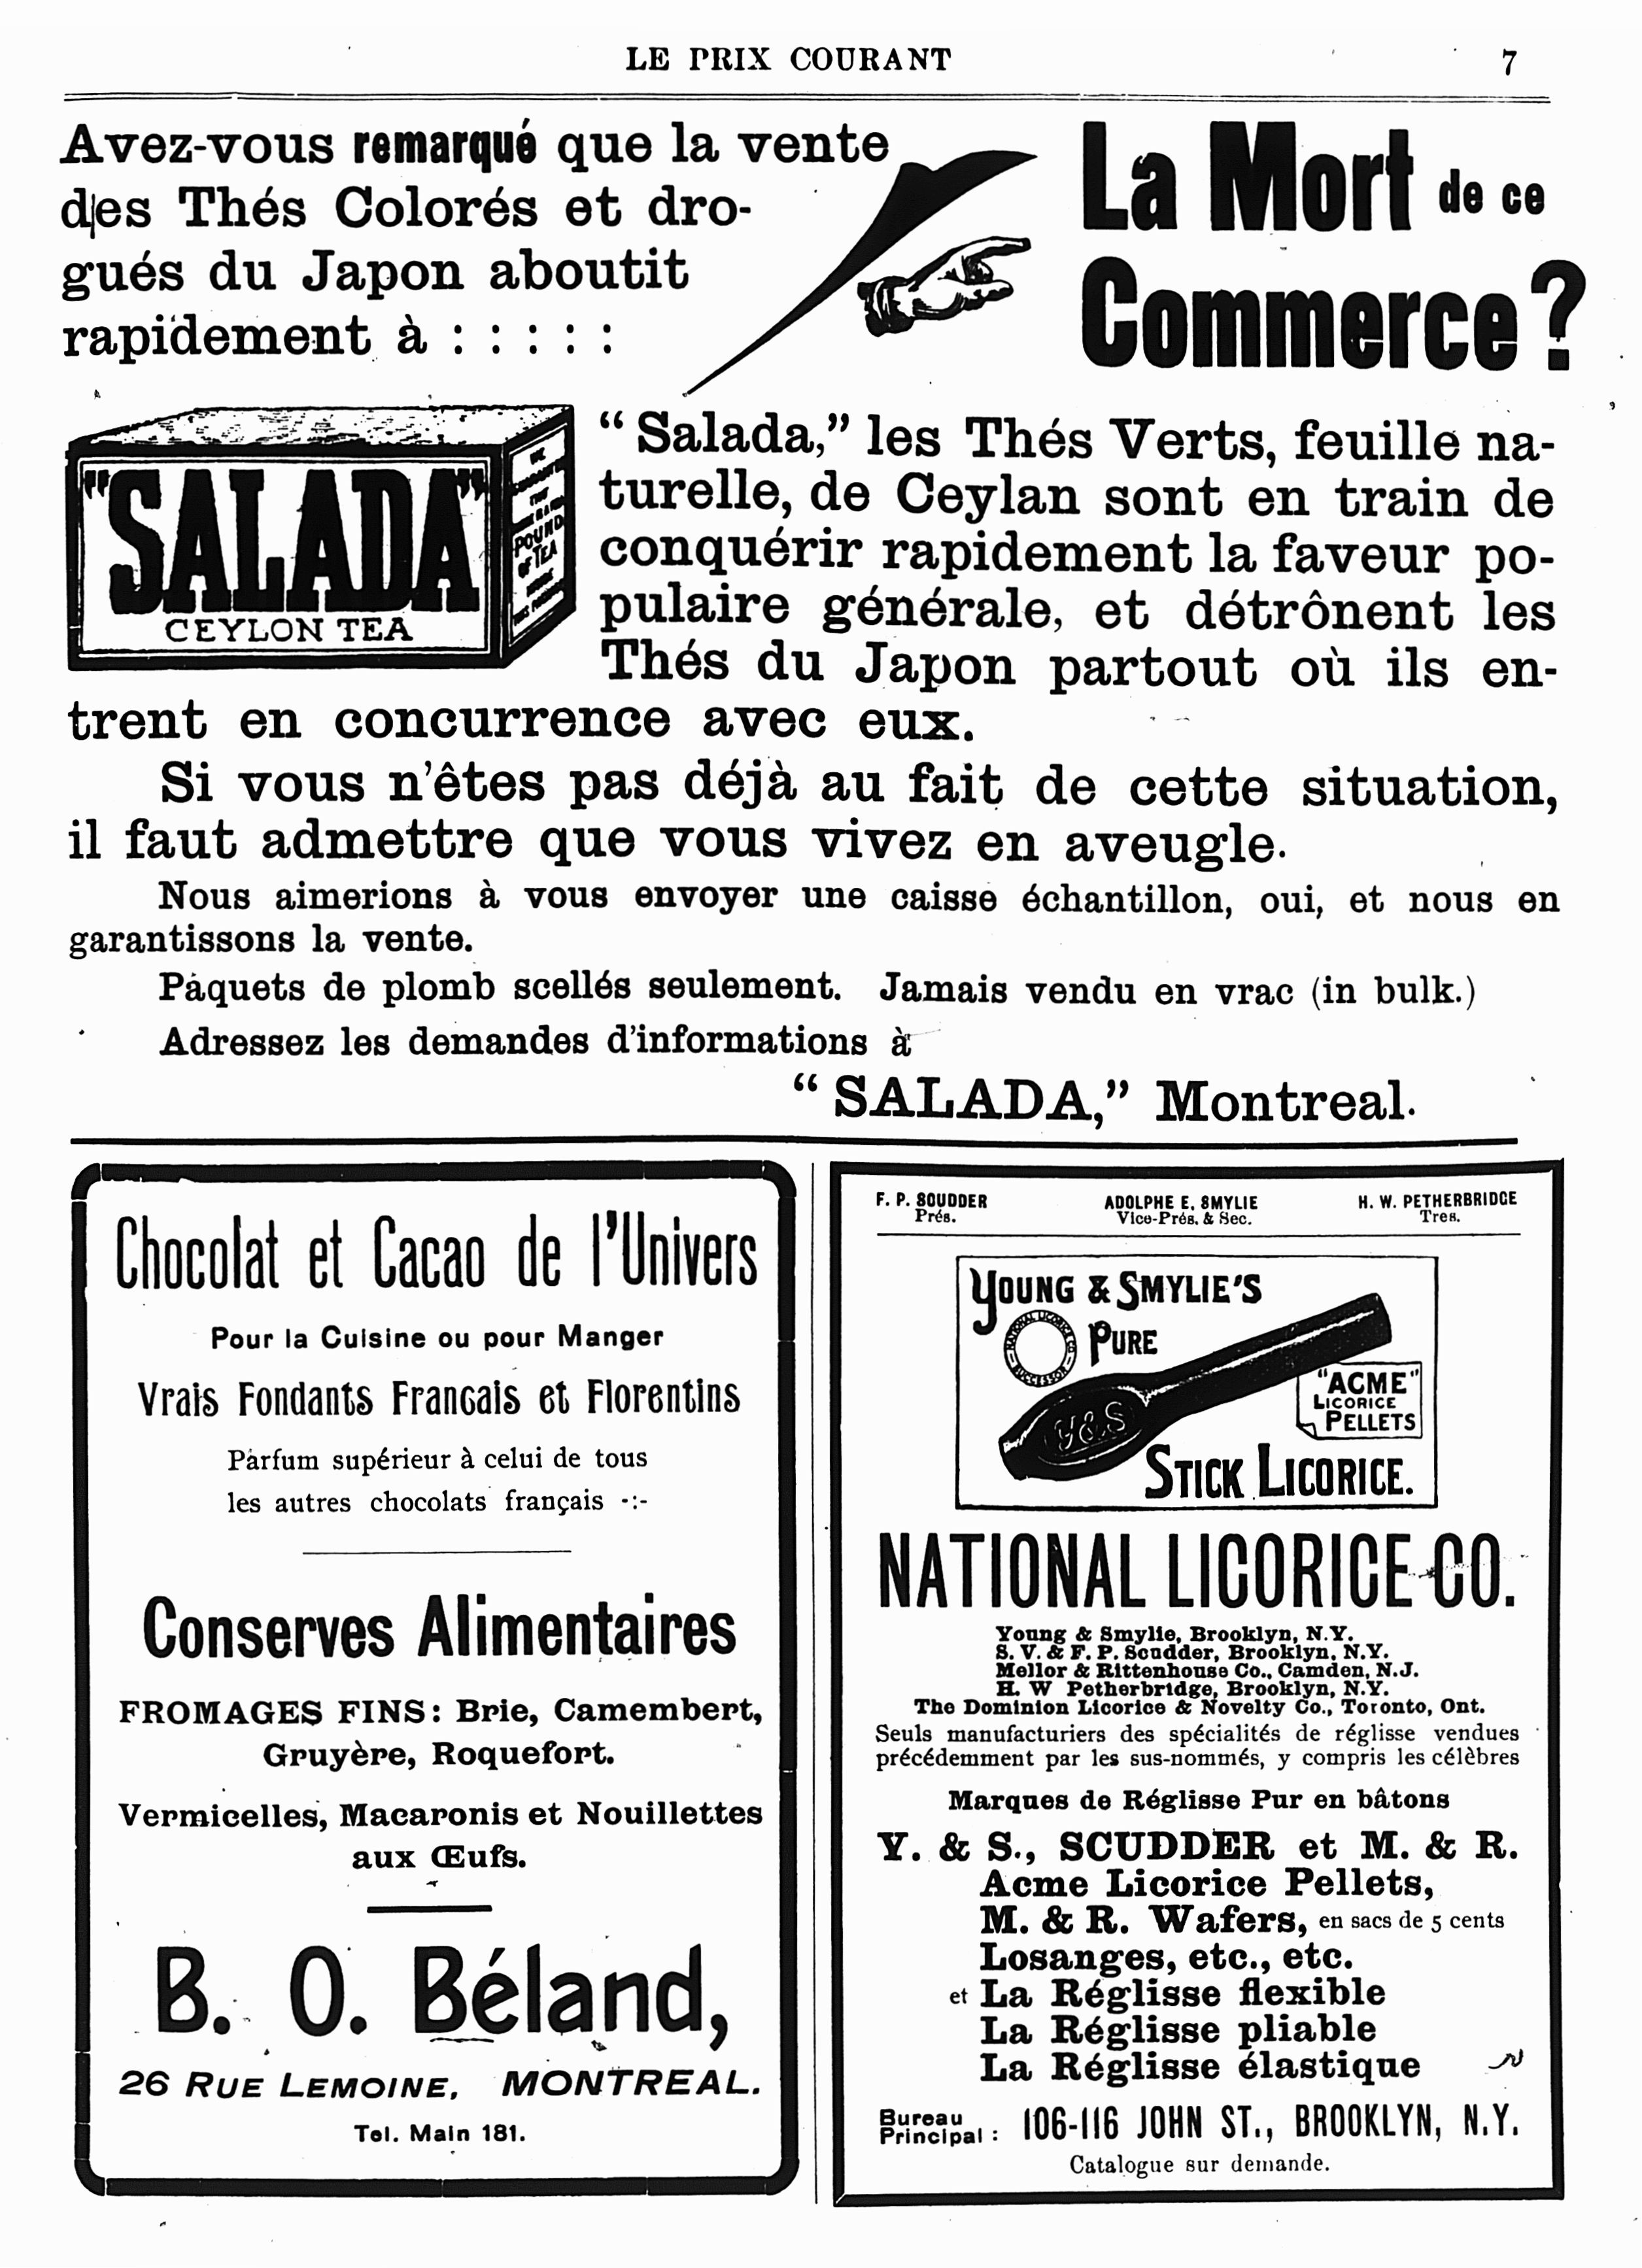 LE PRIX COURANT 7
Avez-vous remarqué que la vente
des Thés Colorés et dro-
gués du Japon aboutit
rapidement à : : : : :
La Mort de ce
Commerce?
"SALADA"
CEYLON TEA
POUND
OF TEA
“Salada,” les Thés Verts, feuille na-
turelle, de Ceylan sont en train de
conquérir rapidement la faveur po-
pulaire générale, et détrônent les
Thés du Japon partout où ils en-
trent en concurrence avec eux.
Si vous n'êtes pas déjà au fait de cette situation,
il faut admettre que vous vivez en aveugle.
Nous aimerions à vous envoyer une caisse échantillon, oui, et nous en
garantissons la vente.
Paquets de plomb scellés seulement. Jamais vendu en vrac (in bulk.)
Adressez les demandes d'informations à
“SALADA,” Montreal.
Chocolat et Cacao de l'Univers
Pour la Cuisine ou pour Manger
Vrais Fondants Francais et Florentins
Parfum supérieur à celui de tous
les autres chocolats français -:-
Conserves Alimentaires
FROMAGES FINS: Brie, Camembert,
Gruyère, Roquefort.
Vermicelles, Macaronis et Nouillettes
aux Œufs.
B. O. Béland,
26 RUE LEMOINE, MONTREAL.
Tel. Main 181.
F. P. SCUDDER ADOLPHE E. SMYLIE H. W. PETHERBRIDGE
Prés. Vice-Prés. & Sec. Tres.
YOUNG & SMYLIE'S
PURE
NATIONAL LICORICE CO
SUCCESSOR
Y&S
"ACME"
LICORICE
PELLETS
STICK LICORICE.
NATIONAL LICORICE CO.
Young & Smylie, Brooklyn, N.Y.
S. V. & F. P. Scudder, Brooklyn, N.Y.
Mellor & Rittenhouse Co., Camden, N.J.
H. W Petherbridge, Brooklyn, N.Y.
The Dominion Licorice & Novelty Co., Toronto, Ont.
Seuls manufacturiers des spécialités de réglisse vendues
précédemment par les sus-nommés, y compris les célèbres
Marques de Réglisse Pur en bâtons
Y. & S., SCUDDER et M. & R.
Acme Licorice Pellets,
M. & R. Wafers, en sacs de 5 cents
Losanges, etc., etc.
et La Réglisse flexible
La Réglisse pliable
La Réglisse élastique
Bureau
Principal : 106-116 JOHN ST., BROOKLYN, N.Y.
Catalogue sur demande.